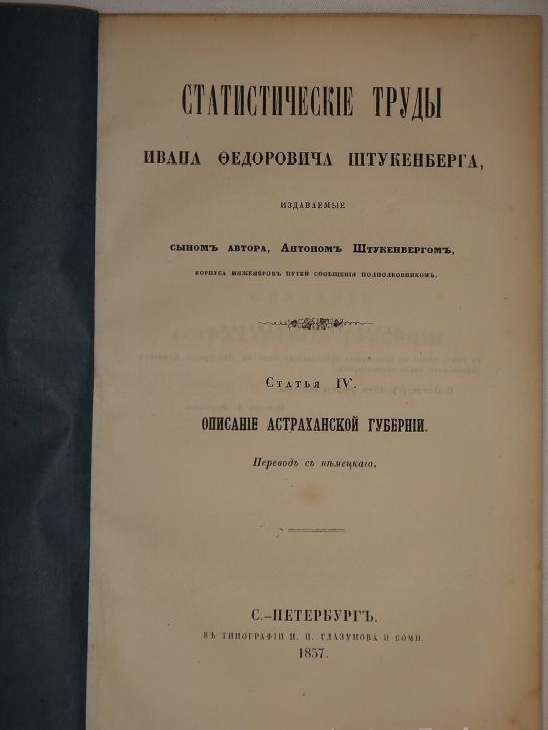 СТАТИСТИЧЕСКІЕ ТРУДЫ
ИВАНА ѲЕДОРОВИЧА ШТУКЕНБЕРГА,
ИЗДАВАЕМЫЕ
СЫНОМЪ АВТОРА, АНТОНОМЪ ШТУКЕНБЕРГОМЪ,
КОРПУСА ИНЖЕНЕРОВЪ ПУТЕЙ СООБЩЕНІЯ ПОДПОЛКОВНИКОМЪ.
СТАТЬЯ IV.
ОПИСАНІЕ АСТРАХАНСКОЙ ГУБЕРНІИ.
Переводъ съ нѣмецкаго.
С.-ПЕТЕРБУРГЪ.
ВЪ ТИПОГРАФІИ И. И. ГЛАЗУНОВА И КОМП.
1857.